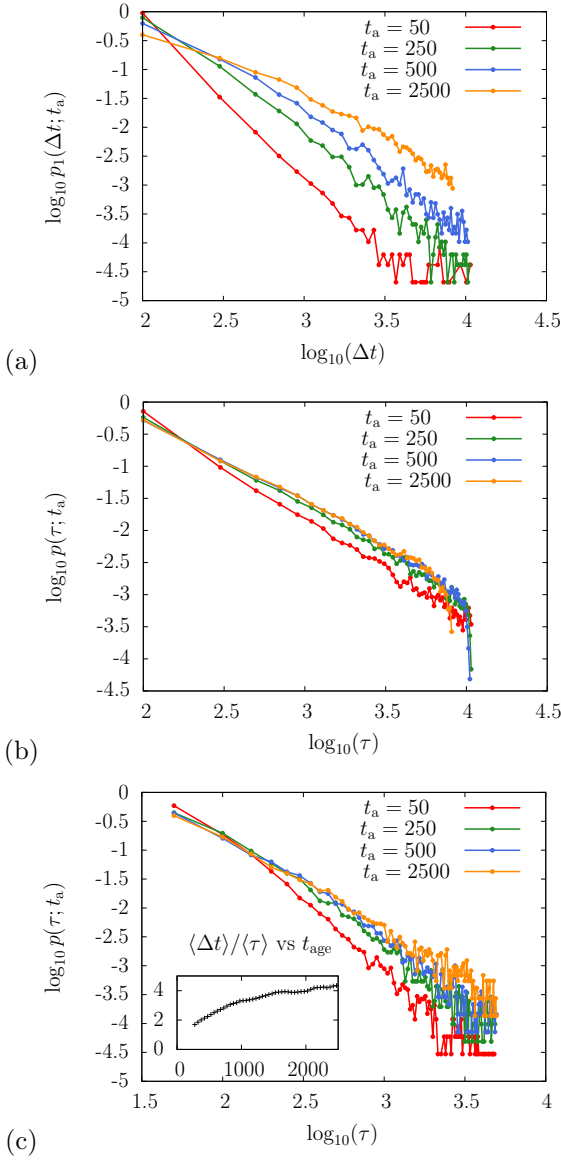 0
-0.5
-1
-1.5
-2
-2.5
-3
-3.5
-4
-4.5
-5
2
2.5
3
3.5
4
4.5
log₁₀ p₁(Δt; tₐ)
log₁₀(Δt)
tₐ = 50
tₐ = 250
tₐ = 500
tₐ = 2500
(a)
0
-0.5
-1
-1.5
-2
-2.5
-3
-3.5
-4
-4.5
2
2.5
3
3.5
4
4.5
log₁₀ p(τ; tₐ)
log₁₀(τ)
tₐ = 50
tₐ = 250
tₐ = 500
tₐ = 2500
(b)
0
-0.5
-1
-1.5
-2
-2.5
-3
-3.5
-4
-4.5
-5
1.5
2
2.5
3
3.5
4
log₁₀ p(τ; tₐ)
log₁₀(τ)
tₐ = 50
tₐ = 250
tₐ = 500
tₐ = 2500
⟨Δt⟩/⟨τ⟩ vs t_age
4
2
0
0
1000
2000
(c)